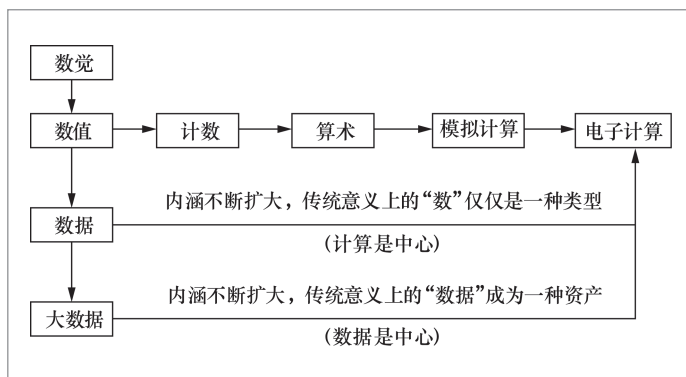 数觉
数值 计数 算术 模拟计算 电子计算
内涵不断扩大，传统意义上的“数”仅仅是一种类型
数据
(计算是中心)
内涵不断扩大，传统意义上的“数据”成为一种资产
大数据
(数据是中心)